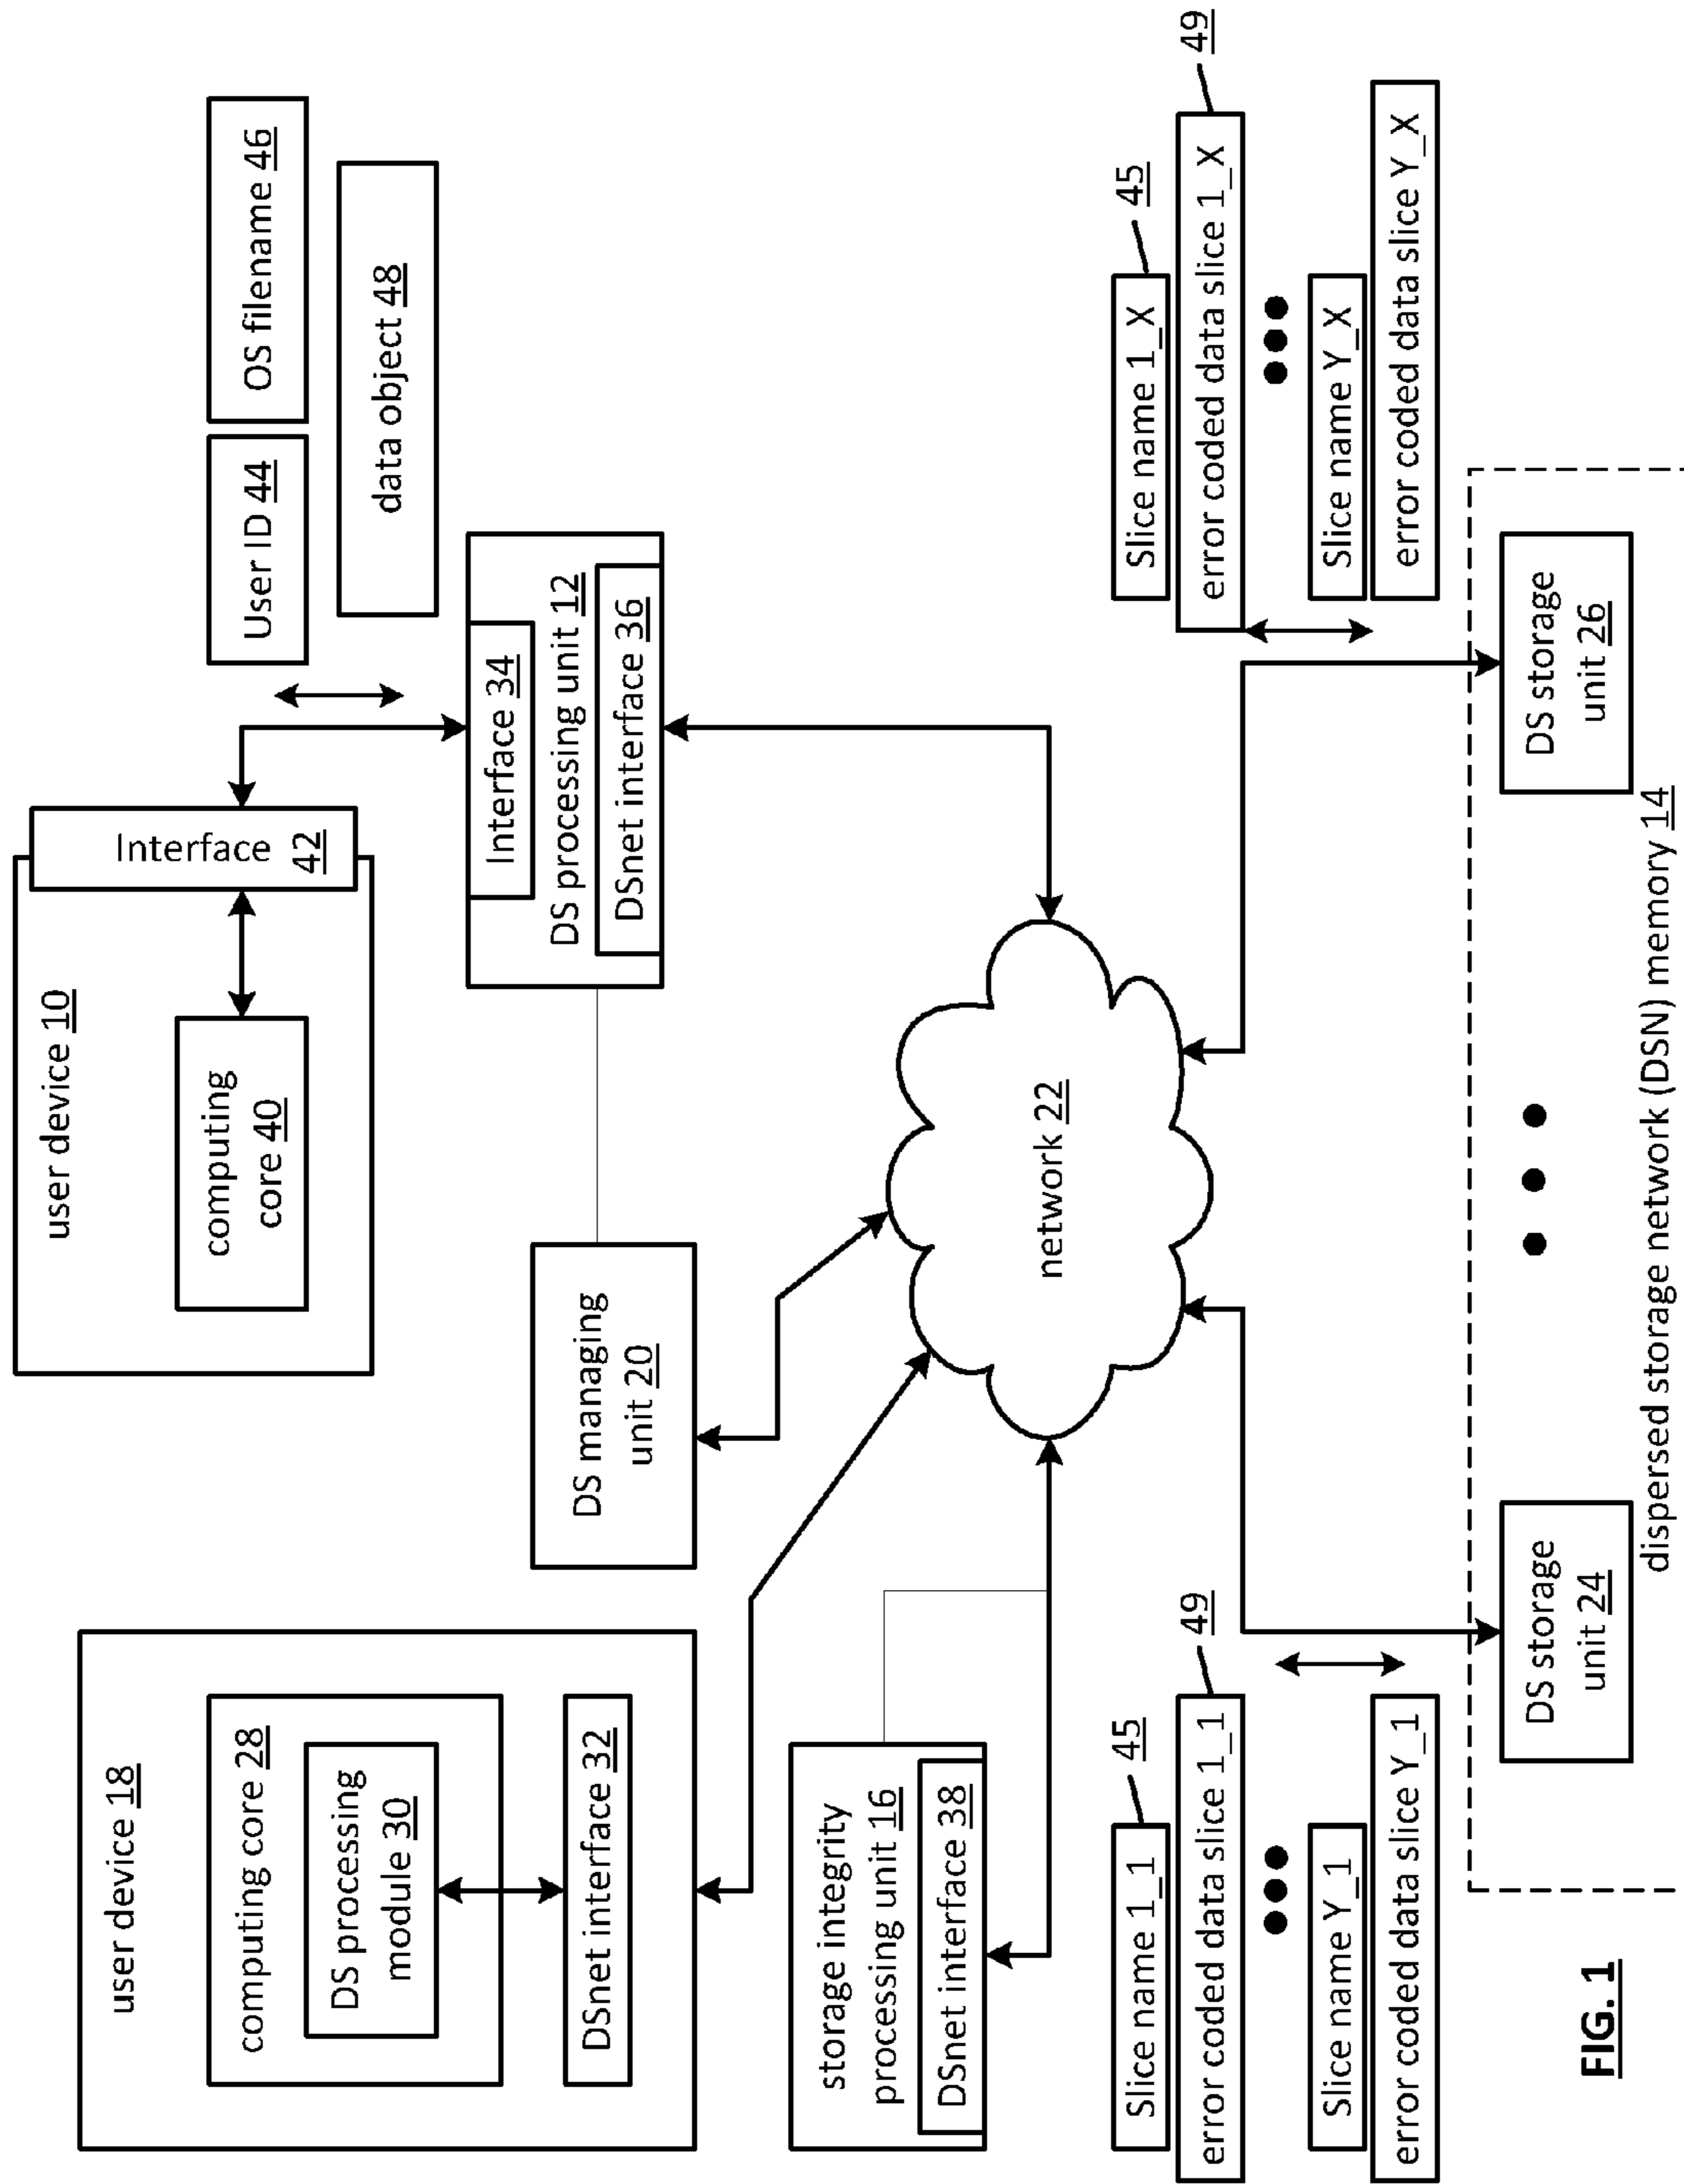 user device 18
computing core 28
DS processing
module 30
DSnet interface 32
user device 10
computing
core 40
Interface
42
User ID 44
OS filename 46
data object 48
DS managing
unit 20
Interface 34
DS processing unit 12
DSnet interface 36
storage integrity
processing unit 16
DSnet interface 38
network 22
Slice name 1_1
45
error coded data slice 1_1
49
Slice name Y_1
error coded data slice Y_1
Slice name 1_X
45
error coded data slice 1_X
49
Slice name Y_X
error coded data slice Y_X
DS storage
unit 24
DS storage
unit 26
dispersed storage network (DSN) memory 14
FIG. 1